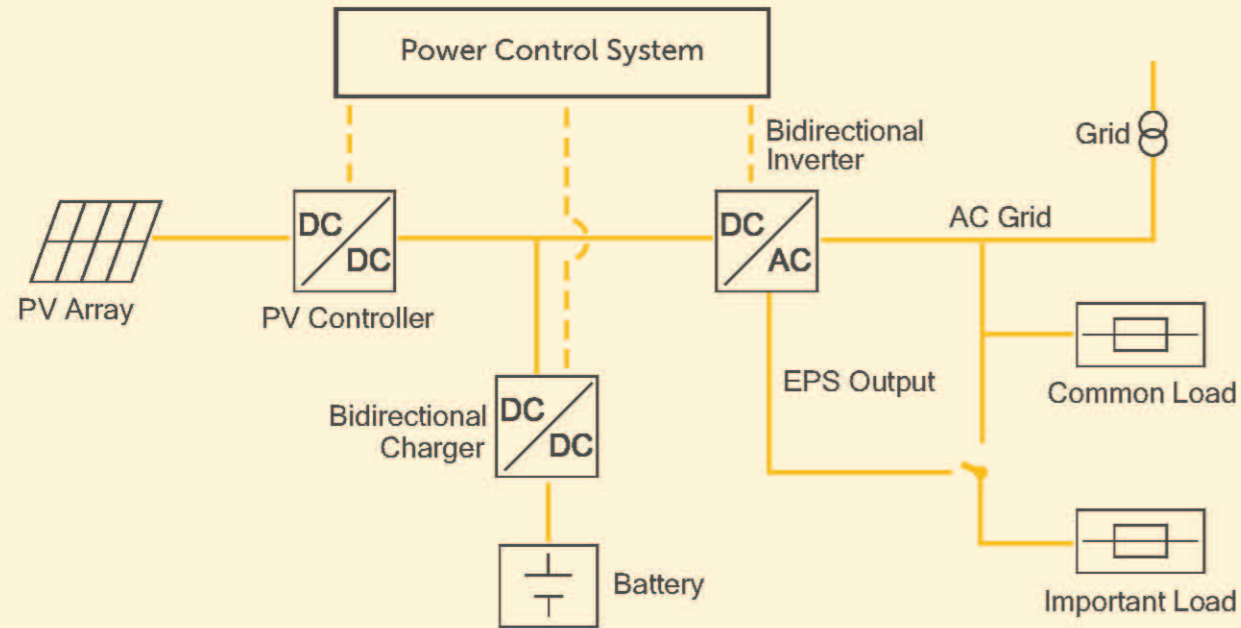 Power Control System
Bidirectional
Inverter
Grid
DC
DC
DC
AC
AC Grid
PV Array
PV Controller
EPS Output
Common Load
Bidirectional
Charger
DC
DC
Battery
Important Load